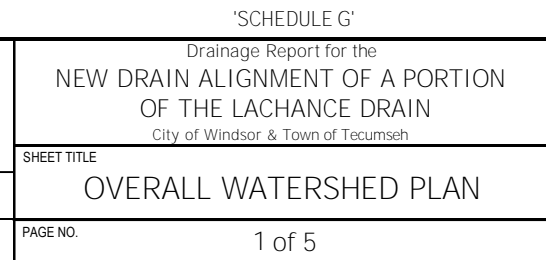 'SCHEDULE G'
Drainage Report for the
NEW DRAIN ALIGNMENT OF A PORTION
OF THE LACHANCE DRAIN
City of Windsor & Town of Tecumseh
SHEET TITLE
OVERALL WATERSHED PLAN
PAGE NO.
1 of 5